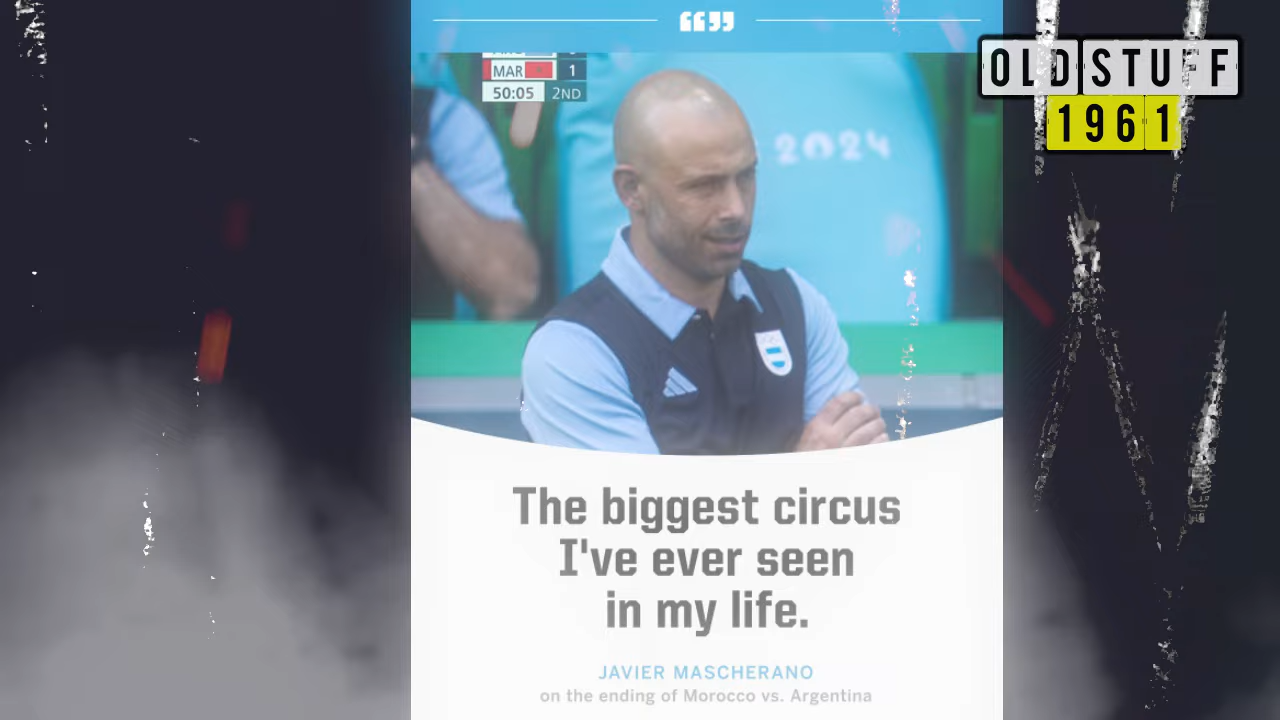 OLDSTUFF
1961
MAR 1
50:05 2ND
2024
The biggest circus
I've ever seen
in my life.
JAVIER MASCHERANO
on the ending of Morocco vs. Argentina